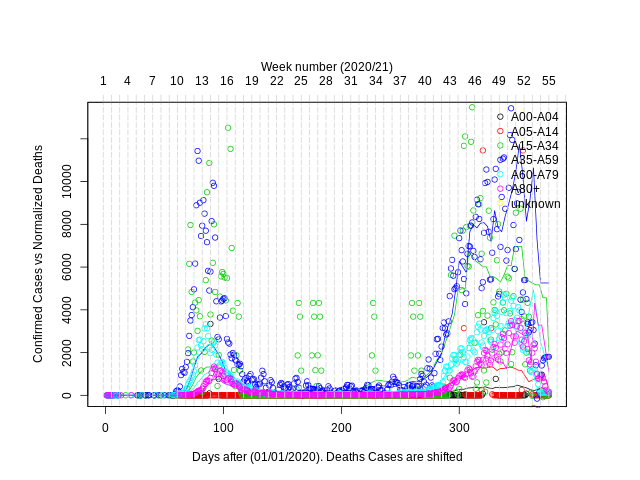 Week number (2020/21)
1 4 7 10 13 16 19 22 25 28 31 34 37 40 43 46 49 52 55
A00-A04
A05-A14
A15-A34
A35-A59
A60-A79
A80+
unknown
Confirmed Cases vs Normalized Deaths
0 2000 4000 6000 8000 10000
0 100 200 300
Days after (01/01/2020). Deaths Cases are shifted